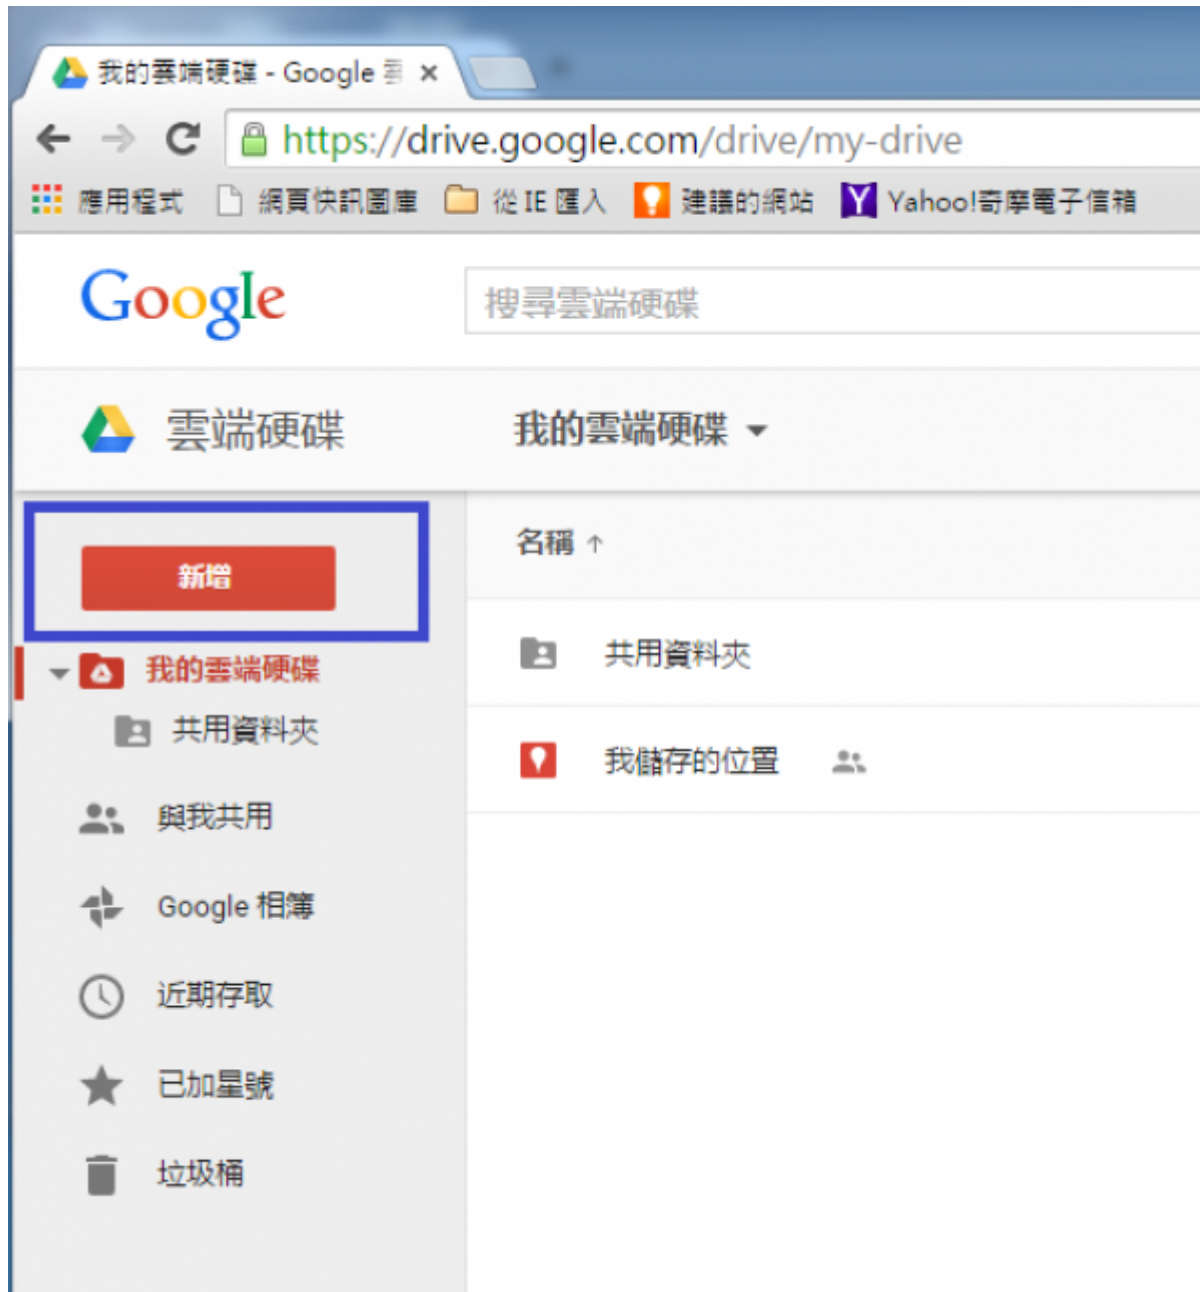 我的雲端硬碟 - Google 雲
https://drive.google.com/drive/my-drive
應用程式 網頁快訊圖庫 從 IE 匯入 建議的網站 Yahoo!奇摩電子信箱
Google 搜尋雲端硬碟
雲端硬碟 我的雲端硬碟
新增
名稱 ↑
我的雲端硬碟
共用資料夾
與我共用
Google 相簿
近期存取
已加星號
垃圾桶
共用資料夾
我儲存的位置